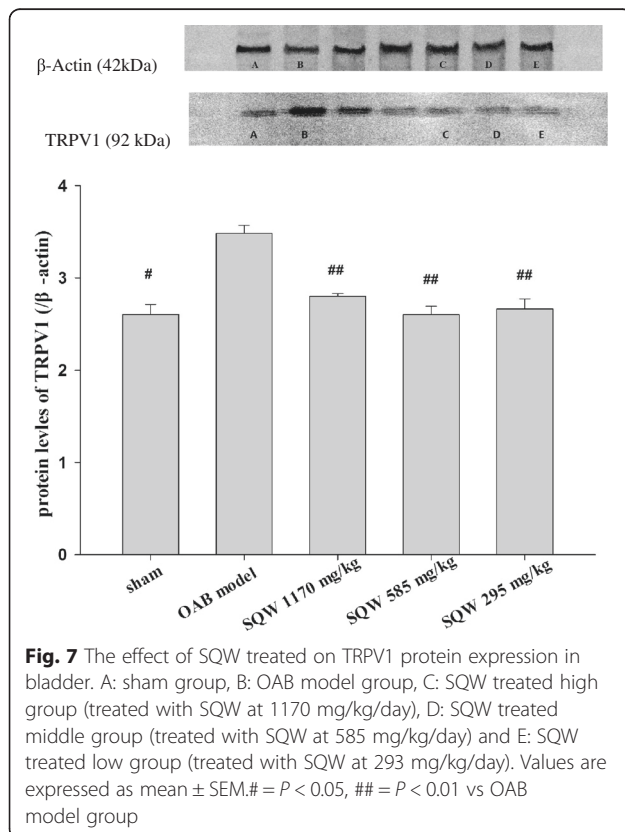 A B C D E
β-Actin (42kDa)
A B C D E
TRPV1 (92 kDa)
4
3
2
1
0
protein levles of TRPV1 (/β -actin)
# ## ## ##
sham
OAB model
SQW 1170 mg/kg
SQW 585 mg/kg
SQW 295 mg/kg
Fig. 7 The effect of SQW treated on TRPV1 protein expression in
bladder. A: sham group, B: OAB model group, C: SQW treated high
group (treated with SQW at 1170 mg/kg/day), D: SQW treated
middle group (treated with SQW at 585 mg/kg/day) and E: SQW
treated low group (treated with SQW at 293 mg/kg/day). Values are
expressed as mean ± SEM.# = P < 0.05, ## = P < 0.01 vs OAB
model group